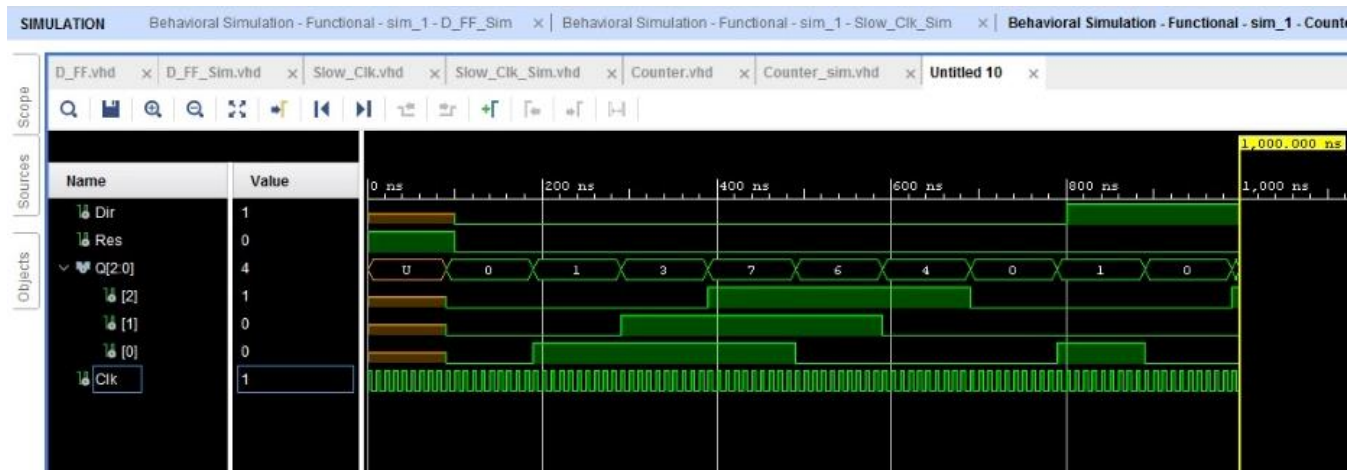 SIMULATION Behavioral Simulation - Functional - sim_1 - D_FF_Sim × Behavioral Simulation - Functional - sim_1 - Slow_Clk_Sim × Behavioral Simulation - Functional - sim_1 - Counte
D_FF.vhd × D_FF_Sim.vhd × Slow_Clk.vhd × Slow_Clk_Sim.vhd × Counter.vhd × Counter_sim.vhd × Untitled 10 ×
Scope
Sources
Objects
1,000.000 ns
Name Value 0 ns 200 ns 400 ns 600 ns 800 ns 1,000 ns
Dir 1
Res 0
Q[2:0] 4 U 0 1 3 7 6 4 0 1 0
[2] 1
[1] 0
[0] 0
Clk 1